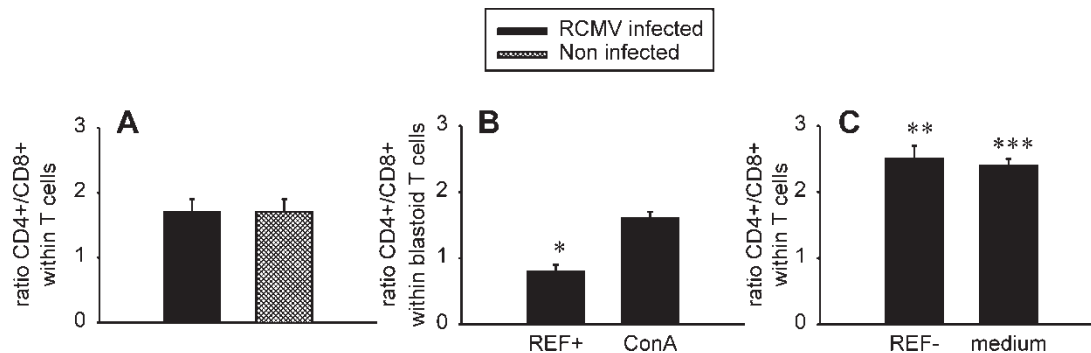 RCMV infected
Non infected
A
ratio CD4+/CD8+
within T cells
3
2
1
0
B
ratio CD4+/CD8+
within blastoid T cells
3
2
1
0
*
REF+ ConA
C
ratio CD4+/CD8+
within T cells
3
2
1
0
**
***
REF- medium